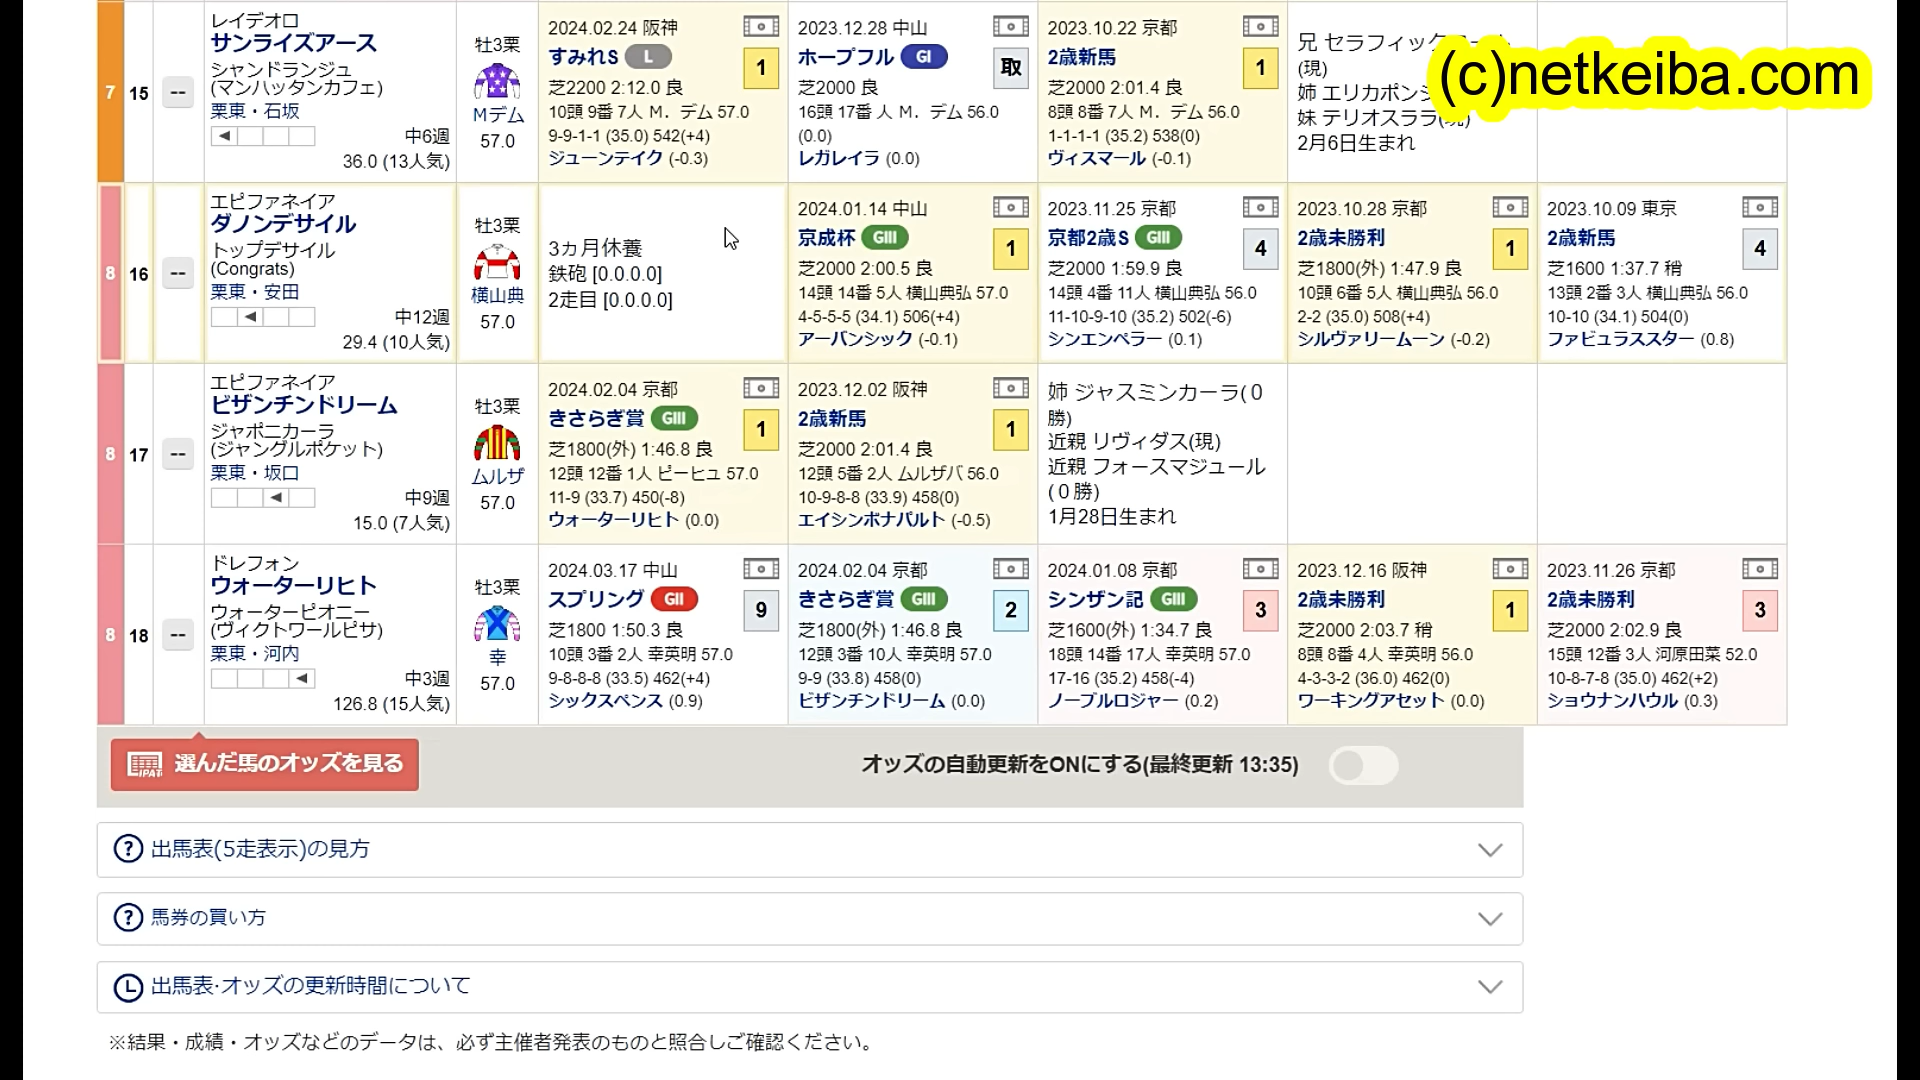 (c)netkeiba.com
7
15
--
レイデオロ
サンライズアース
シャンドランジュ
(マンハッタンカフェ)
栗東・石坂
中6週
36.0 (13人気)
牡3栗
Mデム
57.0
2024.02.24 阪神
すみれS L
1
芝2200 2:12.0 良
10頭 9番 7人 M．デム 57.0
9-9-1-1 (35.0) 542(+4)
ジューンテイク (-0.3)
2023.12.28 中山
ホープフル GI
取
芝2000 良
16頭 17番 人 M．デム 56.0
(0.0)
レガレイラ (0.0)
2023.10.22 京都
2歳新馬
1
芝2000 2:01.4 良
8頭 8番 7人 M．デム 56.0
1-1-1-1 (35.2) 538(0)
ヴィスマール (-0.1)
兄 セラフィック
(現)
姉 エリカポン
妹 テリオスララ(現)
2月6日生まれ
8
16
--
エピファネイア
ダノンデサイル
トップデサイル
(Congrats)
栗東・安田
中12週
29.4 (10人気)
牡3栗
横山典
57.0
3ヵ月休養
鉄砲 [0.0.0.0]
2走目 [0.0.0.0]
2024.01.14 中山
京成杯 GIII
1
芝2000 2:00.5 良
14頭 14番 5人 横山典弘 57.0
4-5-5-5 (34.1) 506(+4)
アーバンシック (-0.1)
2023.11.25 京都
京都2歳S GIII
4
芝2000 1:59.9 良
14頭 4番 11人 横山典弘 56.0
11-10-9-10 (35.2) 502(-6)
シンエンペラー (0.1)
2023.10.28 京都
2歳未勝利
1
芝1800(外) 1:47.9 良
10頭 6番 5人 横山典弘 56.0
2-2 (35.0) 508(+4)
シルヴァリームーン (-0.2)
2023.10.09 東京
2歳新馬
4
芝1600 1:37.7 稍
13頭 2番 3人 横山典弘 56.0
10-10 (34.1) 504(0)
ファビュラススター (0.8)
8
17
--
エピファネイア
ビザンチンドリーム
ジャポニカーラ
(ジャングルポケット)
栗東・坂口
中9週
15.0 (7人気)
牡3栗
ムルザ
57.0
2024.02.04 京都
きさらぎ賞 GIII
1
芝1800(外) 1:46.8 良
12頭 12番 1人 ピーヒュ 57.0
11-9 (33.7) 450(-8)
ウォーターリヒト (0.0)
2023.12.02 阪神
2歳新馬
1
芝2000 2:01.4 良
12頭 5番 2人 ムルザバ 56.0
10-9-8-8 (33.9) 458(0)
エイシンボナパルト (-0.5)
姉 ジャスミンカーラ(０
勝)
近親 リヴィダス(現)
近親 フォースマジュール
(０勝)
1月28日生まれ
8
18
--
ドレフォン
ウォーターリヒト
ウォーターピオニー
(ヴィクトワールピサ)
栗東・河内
中3週
126.8 (15人気)
牡3栗
幸
57.0
2024.03.17 中山
スプリング GII
9
芝1800 1:50.3 良
10頭 3番 2人 幸英明 57.0
9-8-8-8 (33.5) 462(+4)
シックスペンス (0.9)
2024.02.04 京都
きさらぎ賞 GIII
2
芝1800(外) 1:46.8 良
12頭 3番 10人 幸英明 57.0
9-9 (33.8) 458(0)
ビザンチンドリーム (0.0)
2024.01.08 京都
シンザン記 GIII
3
芝1600(外) 1:34.7 良
18頭 14番 17人 幸英明 57.0
17-16 (35.2) 458(-4)
ノーブルロジャー (0.2)
2023.12.16 阪神
2歳未勝利
1
芝2000 2:03.7 稍
8頭 8番 4人 幸英明 56.0
4-3-3-2 (36.0) 462(0)
ワーキングアセット (0.0)
2023.11.26 京都
2歳未勝利
3
芝2000 2:02.9 良
15頭 12番 3人 河原田菜 52.0
10-8-7-8 (35.0) 462(+2)
ショウナンハウル (0.3)
IPAT 選んだ馬のオッズを見る
オッズの自動更新をONにする(最終更新 13:35)
? 出馬表(5走表示)の見方
? 馬券の買い方
出馬表･オッズの更新時間について
※結果・成績・オッズなどのデータは、必ず主催者発表のものと照合しご確認ください。